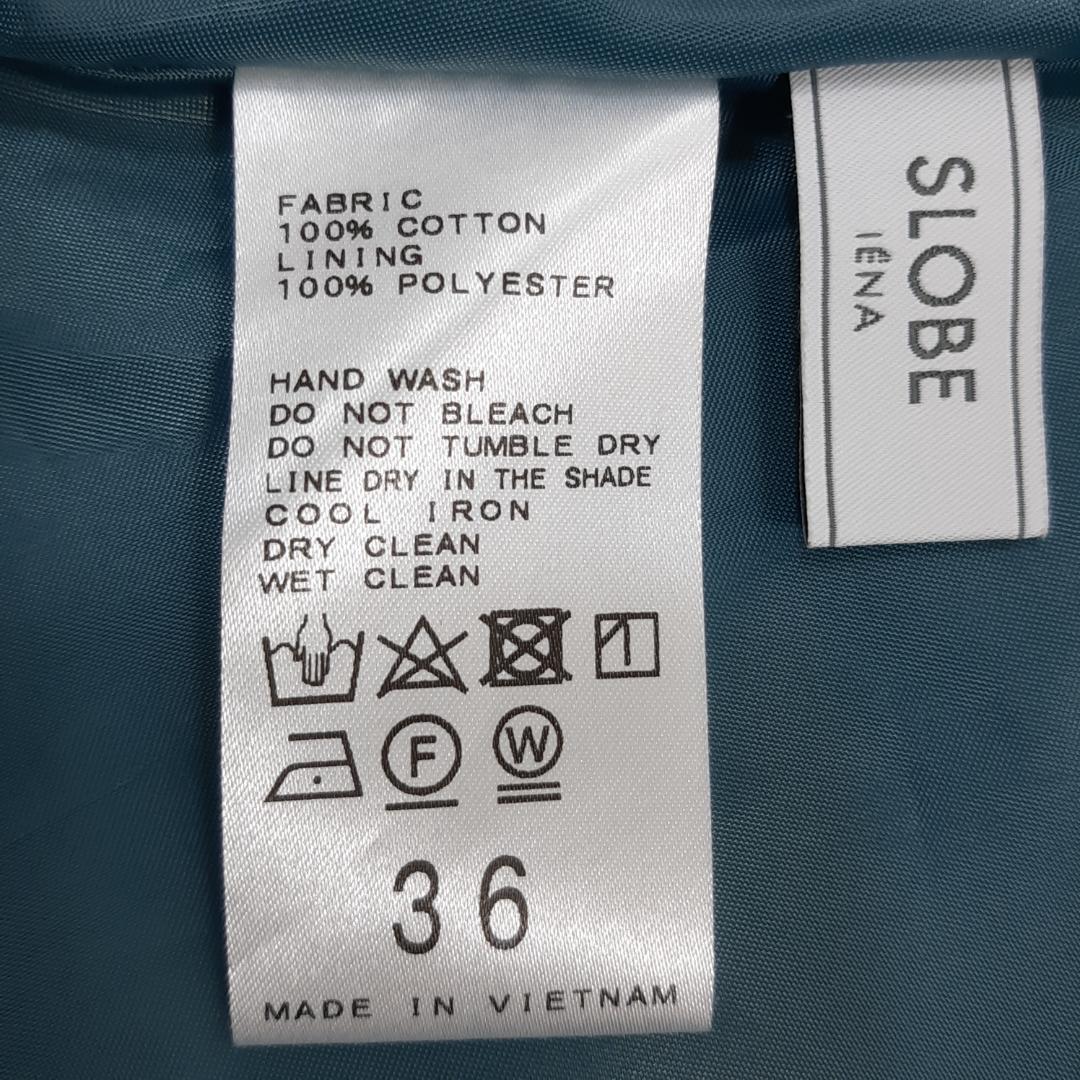 FABRIC
100% COTTON
LINING
100% POLYESTER
HAND WASH
DO NOT BLEACH
DO NOT TUMBLE DRY
LINE DRY IN THE SHADE
COOL IRON
DRY CLEAN
WET CLEAN
F
W
36
MADE IN VIETNAM
SLOBE
IÉNA